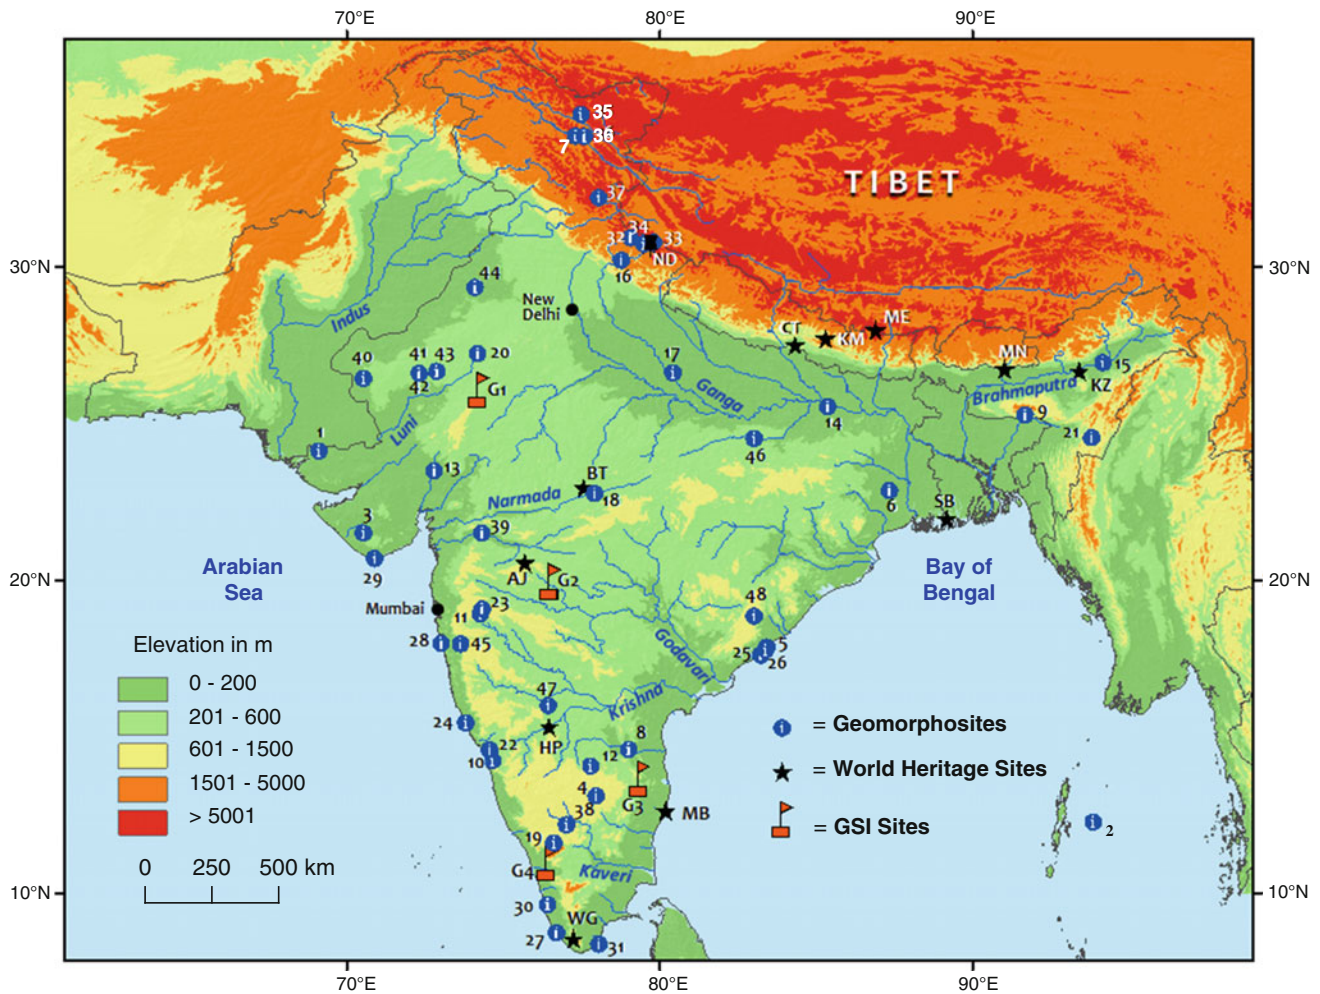 70°E
80°E
90°E
35
36
7
TIBET
37
34
32
33
ND
16
30°N
30°N
44
New
Delhi
Indus
ME
CT
KM
MN
15
KZ
Brahmaputra
41
43
20
40
42
17
G1
Ganga
9
14
21
Luni
1
46
13
BT
Narmada
18
6
SB
3
39
29
AJ
G2
Arabian
Sea
Bay of
Bengal
20°N
20°N
Mumbai
23
11
48
28
45
Godavari
5
25
26
Elevation in m
0 - 200
201 - 600
601 - 1500
1501 - 5000
> 5001
0 250 500 km
47
Krishna
24
HP
8
22
10
12
4
G3
38
MB
19
G4
Kaveri
30
WG
27
31
= Geomorphosites
= World Heritage Sites
= GSI Sites
2
10°N
10°N
70°E
80°E
90°E